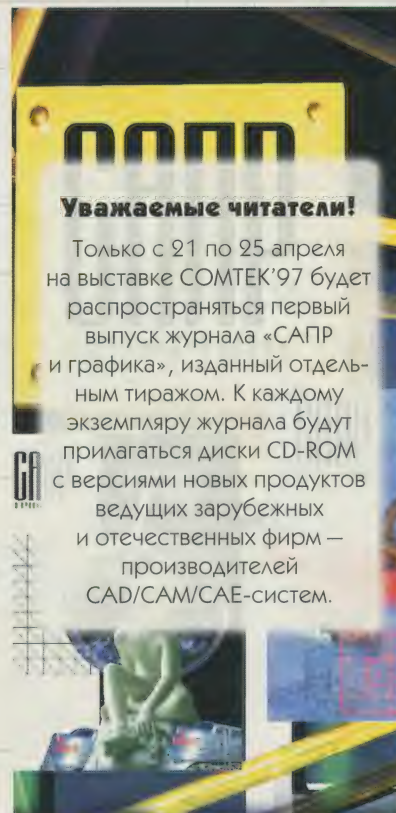 САПР
Уважаемые читатели!
Только с 21 по 25 апреля
на выставке COMTEK'97 будет
распространяться первый
выпуск журнала «САПР
и графика», изданный отдель-
ным тиражом. К каждому
экземпляру журнала будут
прилагаться диски CD-ROM
с версиями новых продуктов
ведущих зарубежных
и отечественных фирм —
производителей
CAD/CAM/CAE-систем.
СА